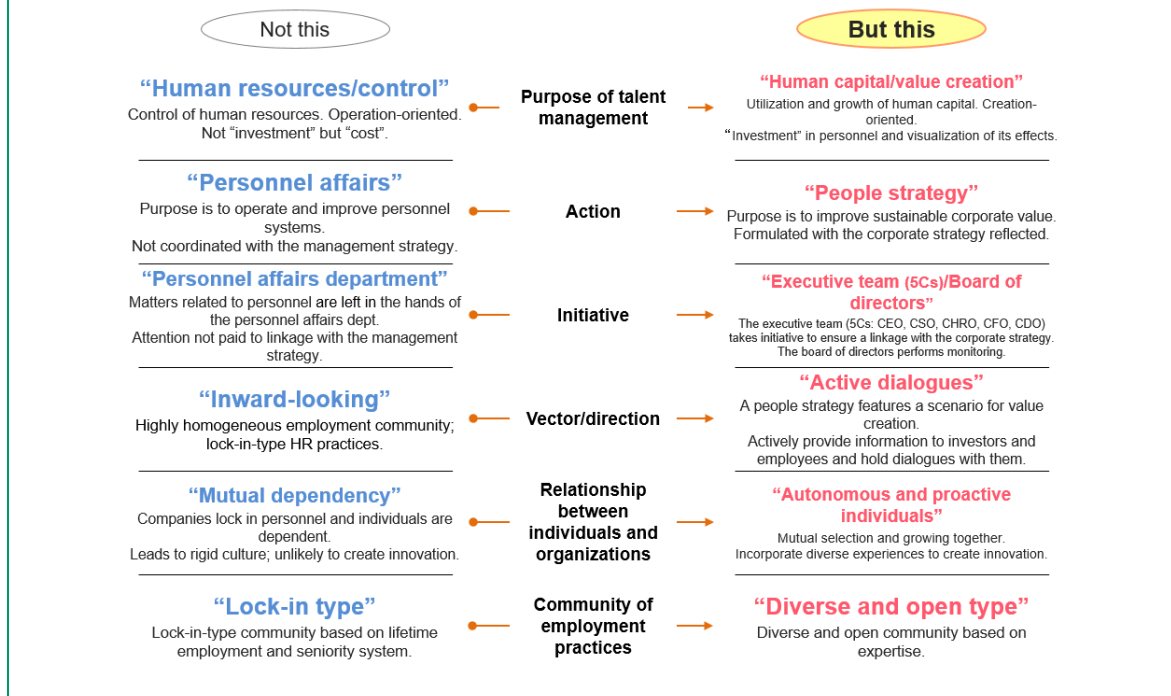 Not this
But this
“Human resources/control”
Control of human resources. Operation-oriented.
Not “investment” but “cost”.
Purpose of talent
management
“Human capital/value creation”
Utilization and growth of human capital. Creation-
oriented.
“Investment” in personnel and visualization of its effects.
“Personnel affairs”
Purpose is to operate and improve personnel
systems.
Not coordinated with the management strategy.
Action
“People strategy”
Purpose is to improve sustainable corporate value.
Formulated with the corporate strategy reflected.
“Personnel affairs department”
Matters related to personnel are left in the hands of
the personnel affairs dept.
Attention not paid to linkage with the management
strategy.
Initiative
“Executive team (5Cs)/Board of
directors”
The executive team (5Cs: CEO, CSO, CHRO, CFO, CDO)
takes initiative to ensure a linkage with the corporate strategy.
The board of directors performs monitoring.
“Inward-looking”
Highly homogeneous employment community;
lock-in-type HR practices.
Vector/direction
“Active dialogues”
A people strategy features a scenario for value
creation.
Actively provide information to investors and
employees and hold dialogues with them.
“Mutual dependency”
Companies lock in personnel and individuals are
dependent.
Leads to rigid culture; unlikely to create innovation.
Relationship
between
individuals and
organizations
“Autonomous and proactive
individuals”
Mutual selection and growing together.
Incorporate diverse experiences to create innovation.
“Lock-in type”
Lock-in-type community based on lifetime
employment and seniority system.
Community of
employment
practices
“Diverse and open type”
Diverse and open community based on
expertise.